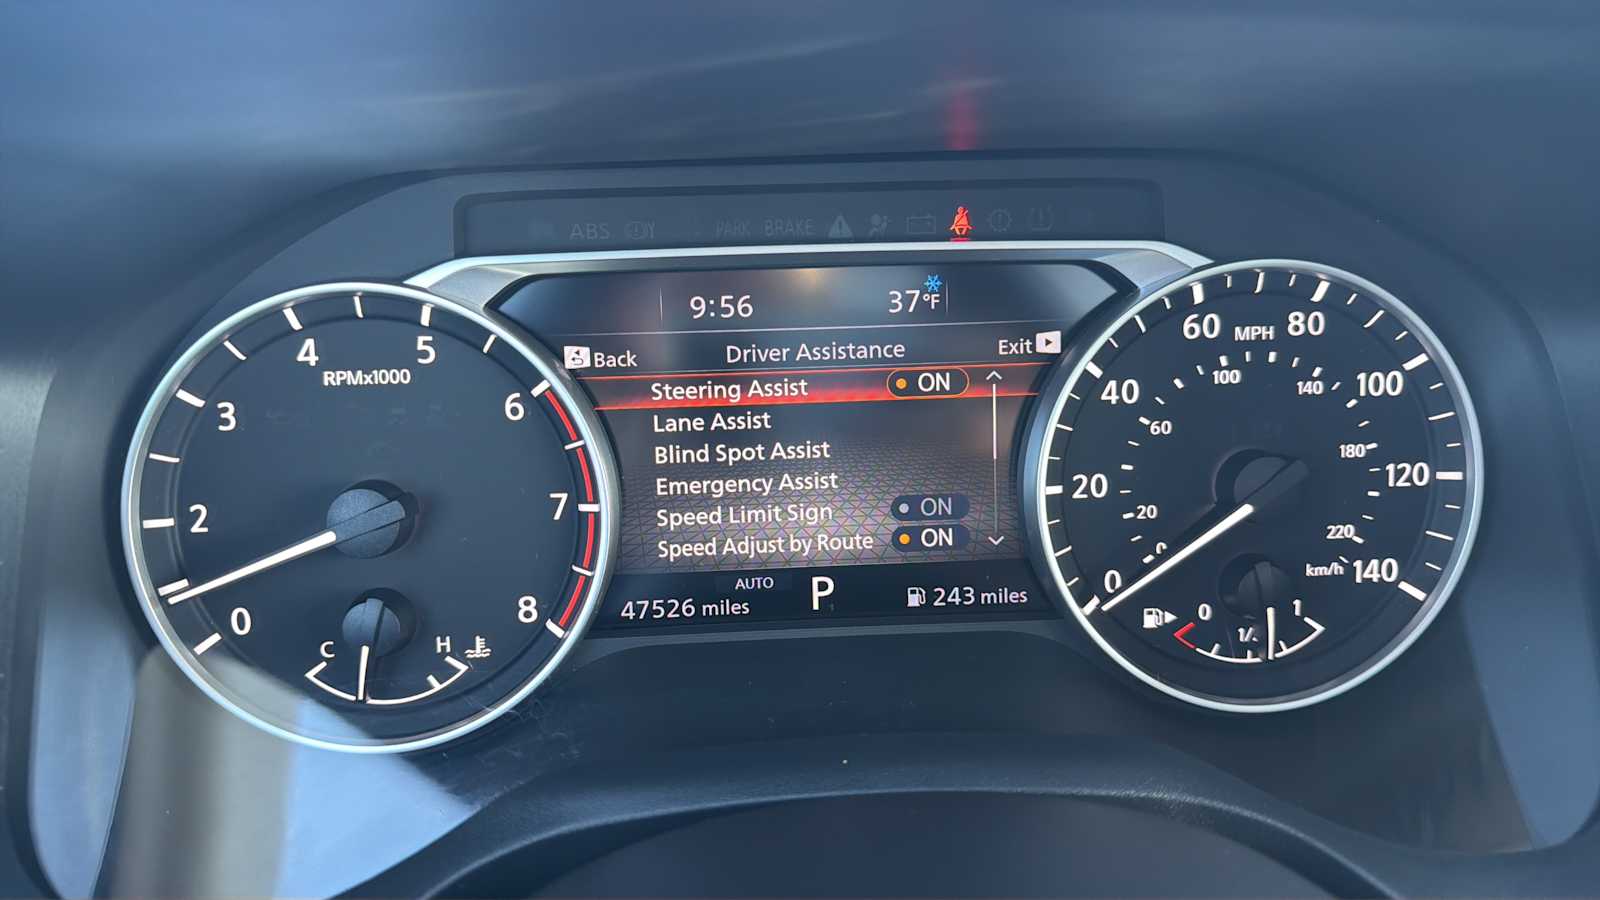 ABS
PARK BRAKE
9:56
37°F
Back
Driver Assistance
Exit
Steering Assist ON
Lane Assist
Blind Spot Assist
Emergency Assist
Speed Limit Sign ON
Speed Adjust by Route ON
AUTO
47526 miles
P
243 miles
RPMx1000
0
2
3
4
5
6
7
8
C
H
MPH
0
20
40
60
80
100
120
140
0
20
60
100
140
180
220
km/h
0
1